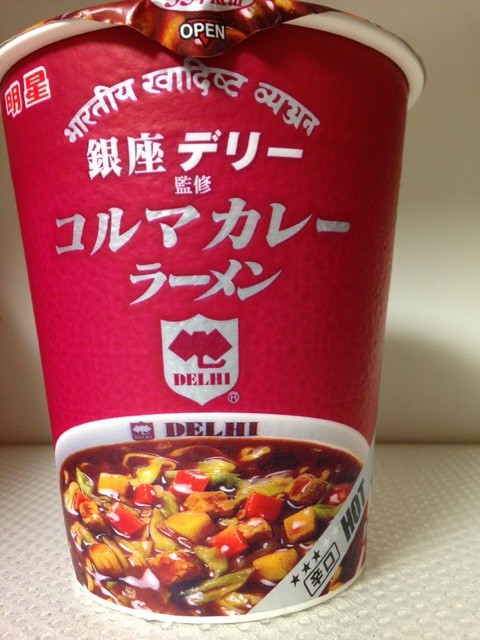 OPEN
明星
भारतीय स्वादिष्ट व्यञ्जन
銀座 デリー
監修
コルマカレー
ラーメン
DELHI
®
DELHI
★★★
辛口
HOT